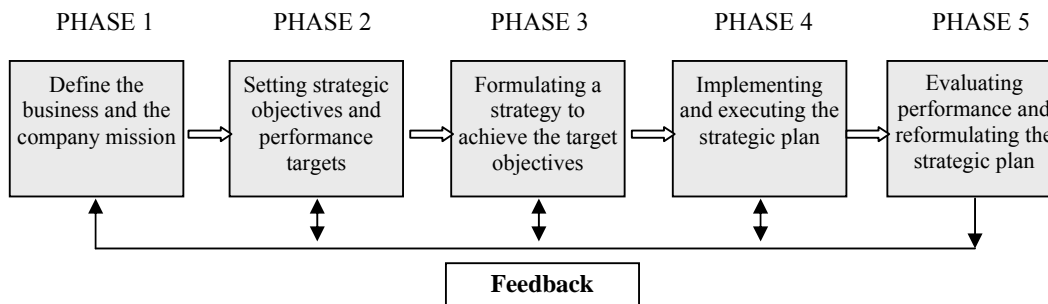 PHASE 1
PHASE 2
PHASE 3
PHASE 4
PHASE 5
Define the
business and the
company mission
Setting strategic
objectives and
performance
targets
Formulating a
strategy to
achieve the target
objectives
Implementing
and executing the
strategic plan
Evaluating
performance and
reformulating the
strategic plan
Feedback